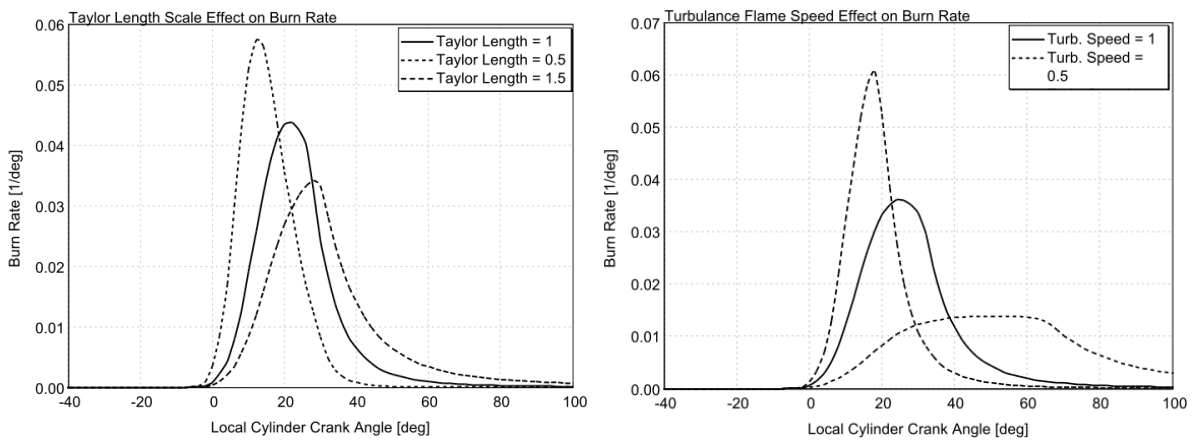 Taylor Length Scale Effect on Burn Rate
0.06
0.05
0.04
0.03
0.02
0.01
0.00
Burn Rate [1/deg]
Taylor Length = 1
Taylor Length = 0.5
Taylor Length = 1.5
-40 -20 0 20 40 60 80 100
Local Cylinder Crank Angle [deg]
Turbulance Flame Speed Effect on Burn Rate
0.07
0.06
0.05
0.04
0.03
0.02
0.01
0.00
Burn Rate [1/deg]
Turb. Speed = 1
Turb. Speed =
0.5
-40 -20 0 20 40 60 80 100
Local Cylinder Crank Angle [deg]